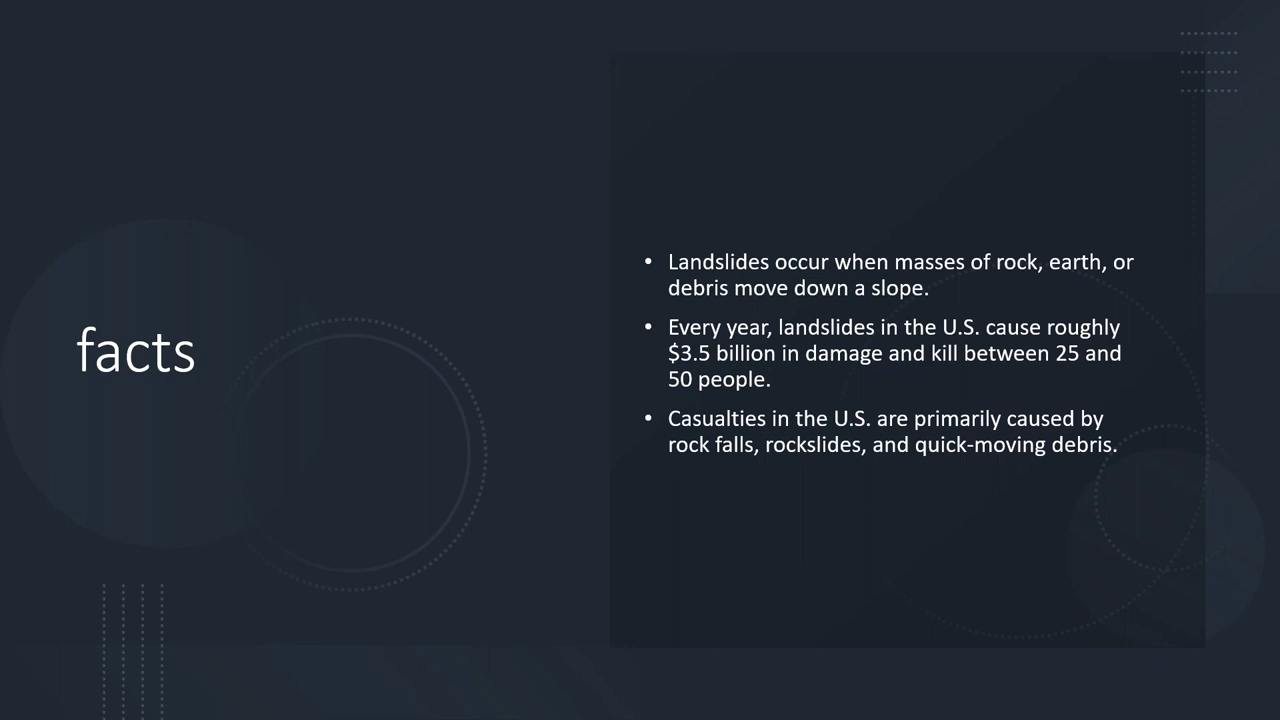 facts
• Landslides occur when masses of rock, earth, or
debris move down a slope.
• Every year, landslides in the U.S. cause roughly
$3.5 billion in damage and kill between 25 and
50 people.
• Casualties in the U.S. are primarily caused by
rock falls, rockslides, and quick-moving debris.